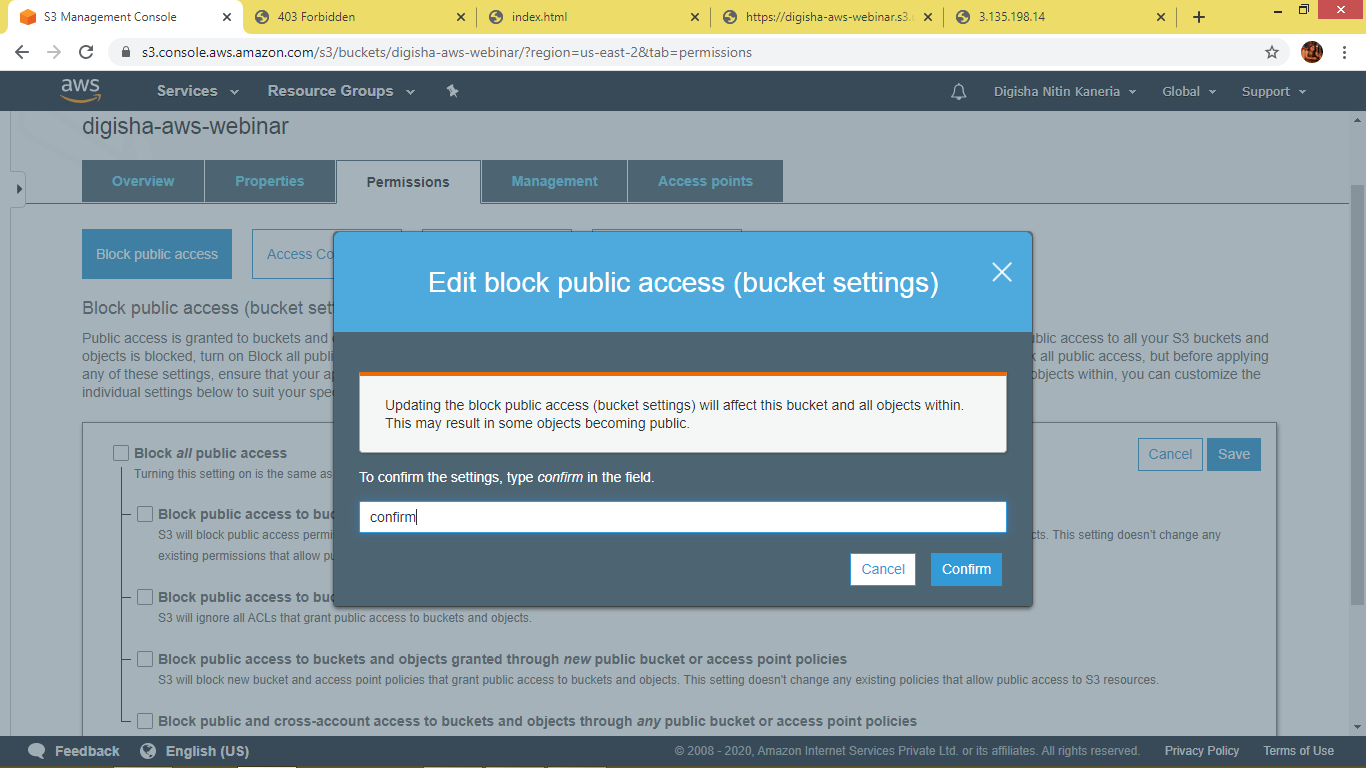 S3 Management Console
403 Forbidden
index.html
https://digisha-aws-webinar.s3.
3.135.198.14
s3.console.aws.amazon.com/s3/buckets/digisha-aws-webinar/?region=us-east-2&tab=permissions
aws
Services
Resource Groups
Digisha Nitin Kaneria
Global
Support
digisha-aws-webinar
Overview
Properties
Permissions
Management
Access points
Block public access
Access Co
Edit block public access (bucket settings)
Block public access (bucket set
Public access is granted to buckets and
blic access to all your S3 buckets and
objects is blocked, turn on Block all publi
all public access, but before applying
any of these settings, ensure that your a
objects within, you can customize the
individual settings below to suit your spe
Updating the block public access (bucket settings) will affect this bucket and all objects within.
This may result in some objects becoming public.
Block all public access
Cancel
Save
Turning this setting on is the same as
To confirm the settings, type confirm in the field.
Block public access to bu
confirm
S3 will block public access permi
cts. This setting doesn't change any
existing permissions that allow pu
Cancel
Confirm
Block public access to bu
S3 will ignore all ACLs that grant public access to buckets and objects.
Block public access to buckets and objects granted through new public bucket or access point policies
S3 will block new bucket and access point policies that grant public access to buckets and objects. This setting doesn't change any existing policies that allow public access to S3 resources.
Block public and cross-account access to buckets and objects through any public bucket or access point policies
Feedback
English (US)
© 2008 - 2020, Amazon Internet Services Private Ltd. or its affiliates. All rights reserved.
Privacy Policy
Terms of Use